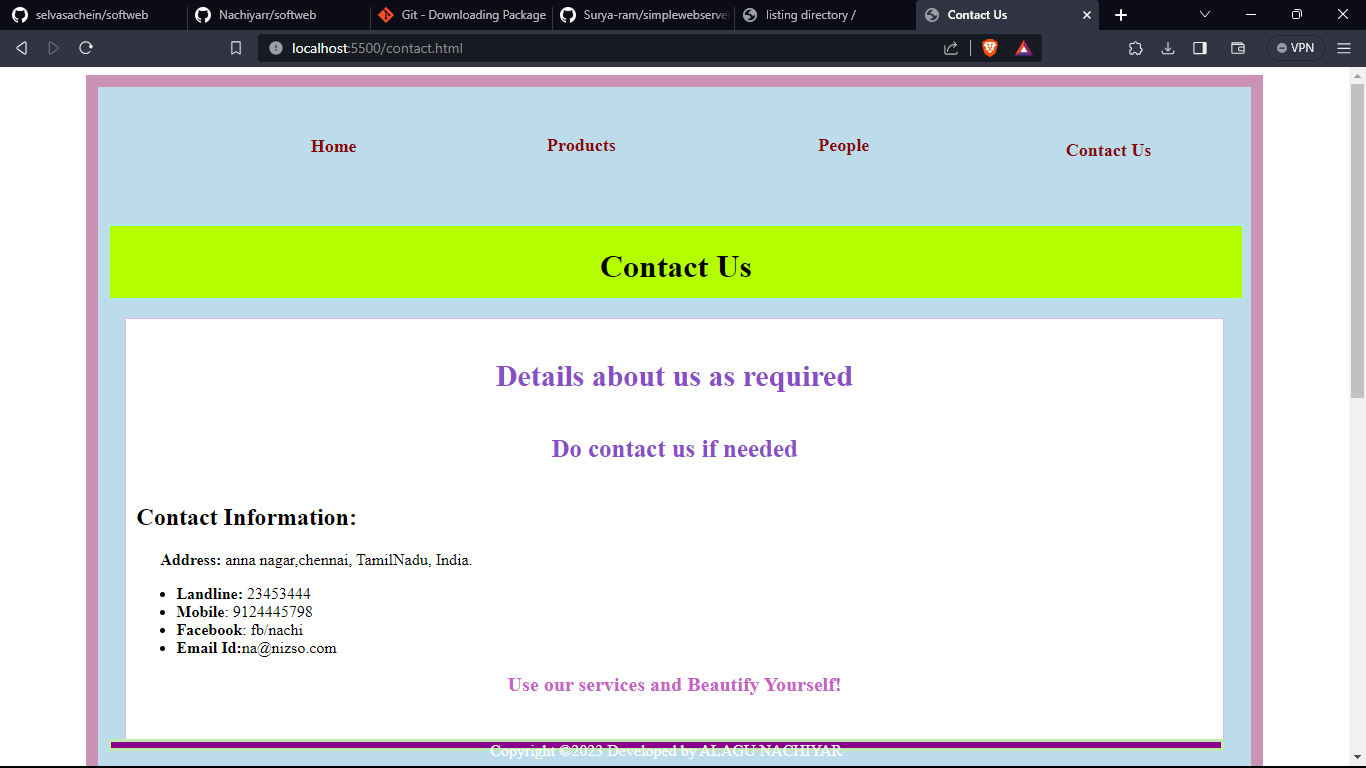 selvasachein/softweb
Nachiyarr/softweb
Git - Downloading Package
Surya-ram/simplewebserver
listing directory /
Contact Us
localhost:5500/contact.html
VPN
Home
Products
People
Contact Us
Contact Us
Details about us as required
Do contact us if needed
Contact Information:
Address: anna nagar,chennai, TamilNadu, India.
Landline: 23453444
Mobile: 9124445798
Facebook: fb/nachi
Email Id:na@nizso.com
Use our services and Beautify Yourself!
Copyright ©2023 Developed by ALAGU NACHIYAR